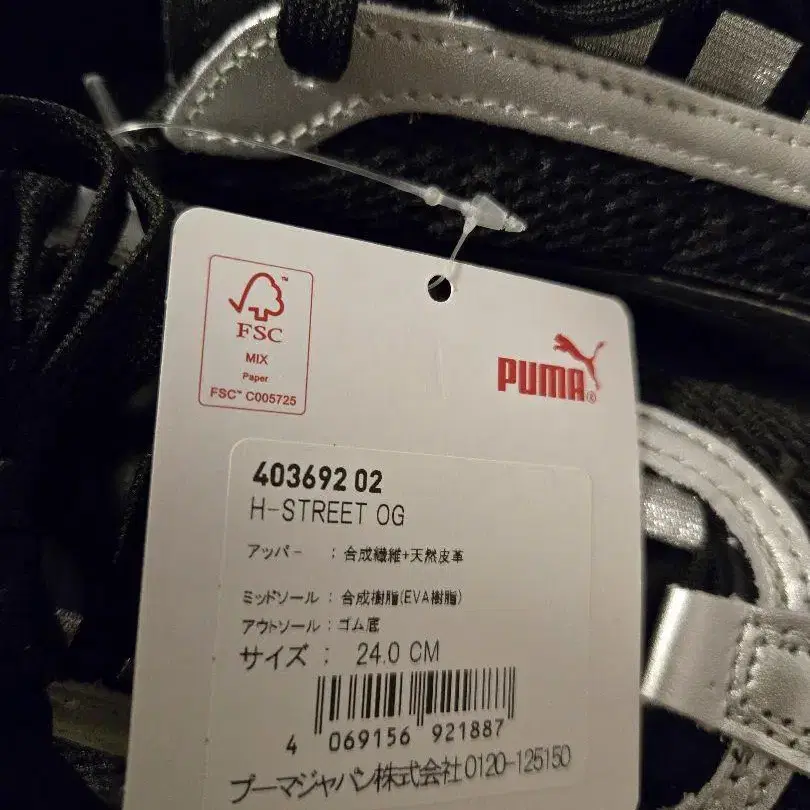 FSC
MIX
Paper
FSC™ C005725
PUMA®
403692 02
H-STREET OG
アッパー : 合成繊維+天然皮革
ミッドソール : 合成樹脂(EVA樹脂)
アウトソール : ゴム底
サイズ : 24.0 CM
4 069156 921887
プーマジャパン株式会社 0120-125150